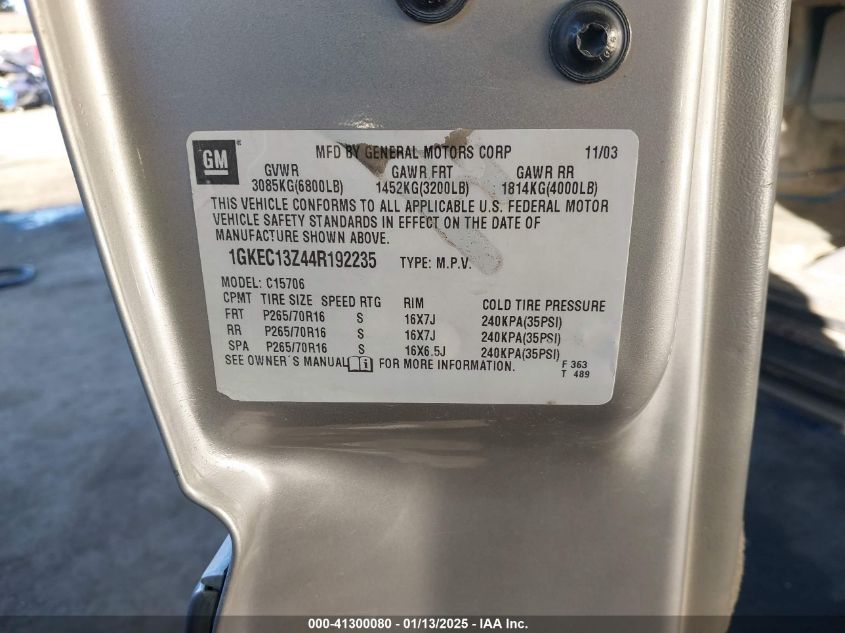 GM
MFD BY GENERAL MOTORS CORP 11/03
GVWR GAWR FRT GAWR RR
3085KG(6800LB) 1452KG(3200LB) 1814KG(4000LB)
THIS VEHICLE CONFORMS TO ALL APPLICABLE U.S. FEDERAL MOTOR
VEHICLE SAFETY STANDARDS IN EFFECT ON THE DATE OF
MANUFACTURE SHOWN ABOVE.
1GKEC13Z44R192235 TYPE: M.P.V.
MODEL: C15706
CPMT TIRE SIZE SPEED RTG RIM COLD TIRE PRESSURE
FRT P265/70R16 S 16X7J 240KPA(35PSI)
RR P265/70R16 S 16X7J 240KPA(35PSI)
SPA P265/70R16 S 16X6.5J 240KPA(35PSI)
SEE OWNER´S MANUAL FOR MORE INFORMATION.
F 363
T 489
000-41300080 - 01/13/2025 - IAA Inc.